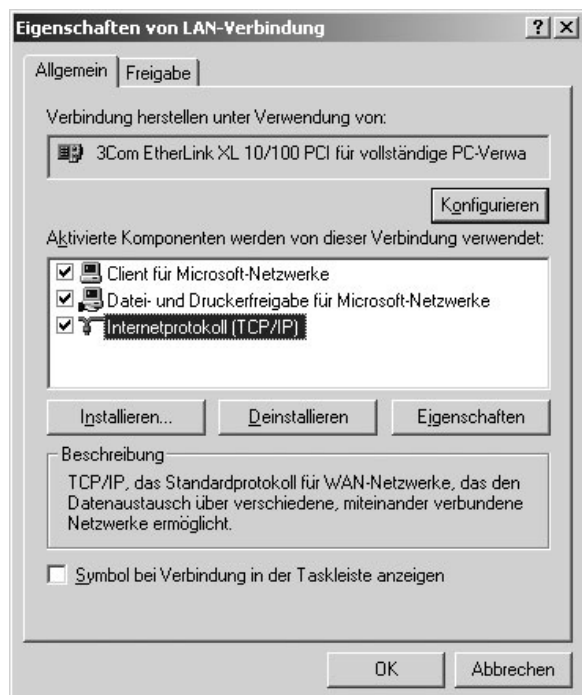 Eigenschaften von LAN-Verbindung
Allgemein
Freigabe
Verbindung herstellen unter Verwendung von:
3Com EtherLink XL 10/100 PCI für vollständige PC-Verwa
Konfigurieren
Aktivierte Komponenten werden von dieser Verbindung verwendet:
Client für Microsoft-Netzwerke
Datei- und Druckerfreigabe für Microsoft-Netzwerke
Internetprotokoll (TCP/IP)
Installieren...
Deinstallieren
Eigenschaften
Beschreibung
TCP/IP, das Standardprotokoll für WAN-Netzwerke, das den
Datenaustausch über verschiedene, miteinander verbundene
Netzwerke ermöglicht.
Symbol bei Verbindung in der Taskleiste anzeigen
OK
Abbrechen